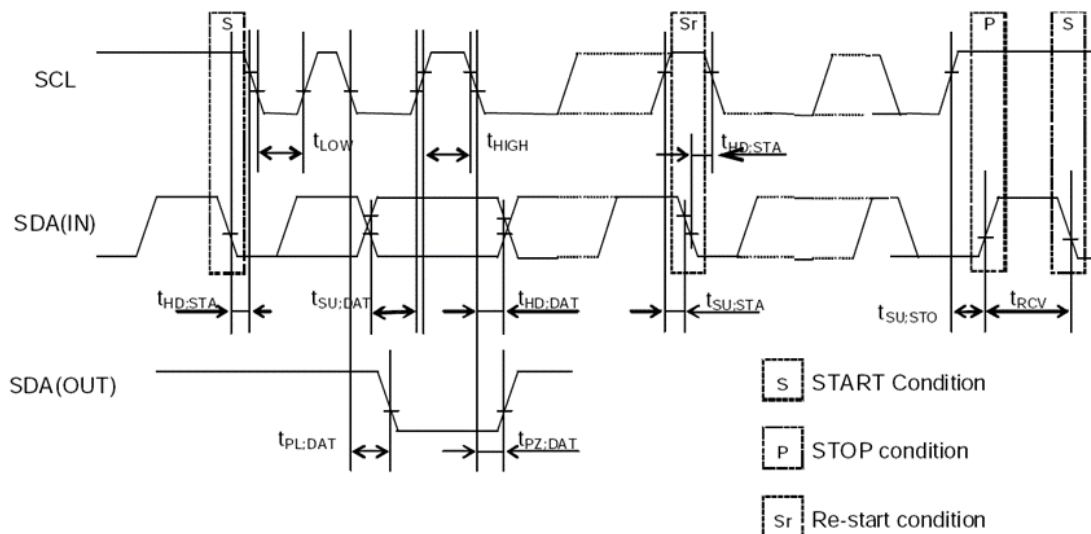 S
Sr
P
S
SCL
tLOW
tHIGH
tHD;STA
SDA(IN)
tHD;STA
tSU;DAT
tHD;DAT
tSU;STA
tSU;STO
tRCV
SDA(OUT)
tPL;DAT
tPZ;DAT
S START Condition
P STOP condition
Sr Re-start condition